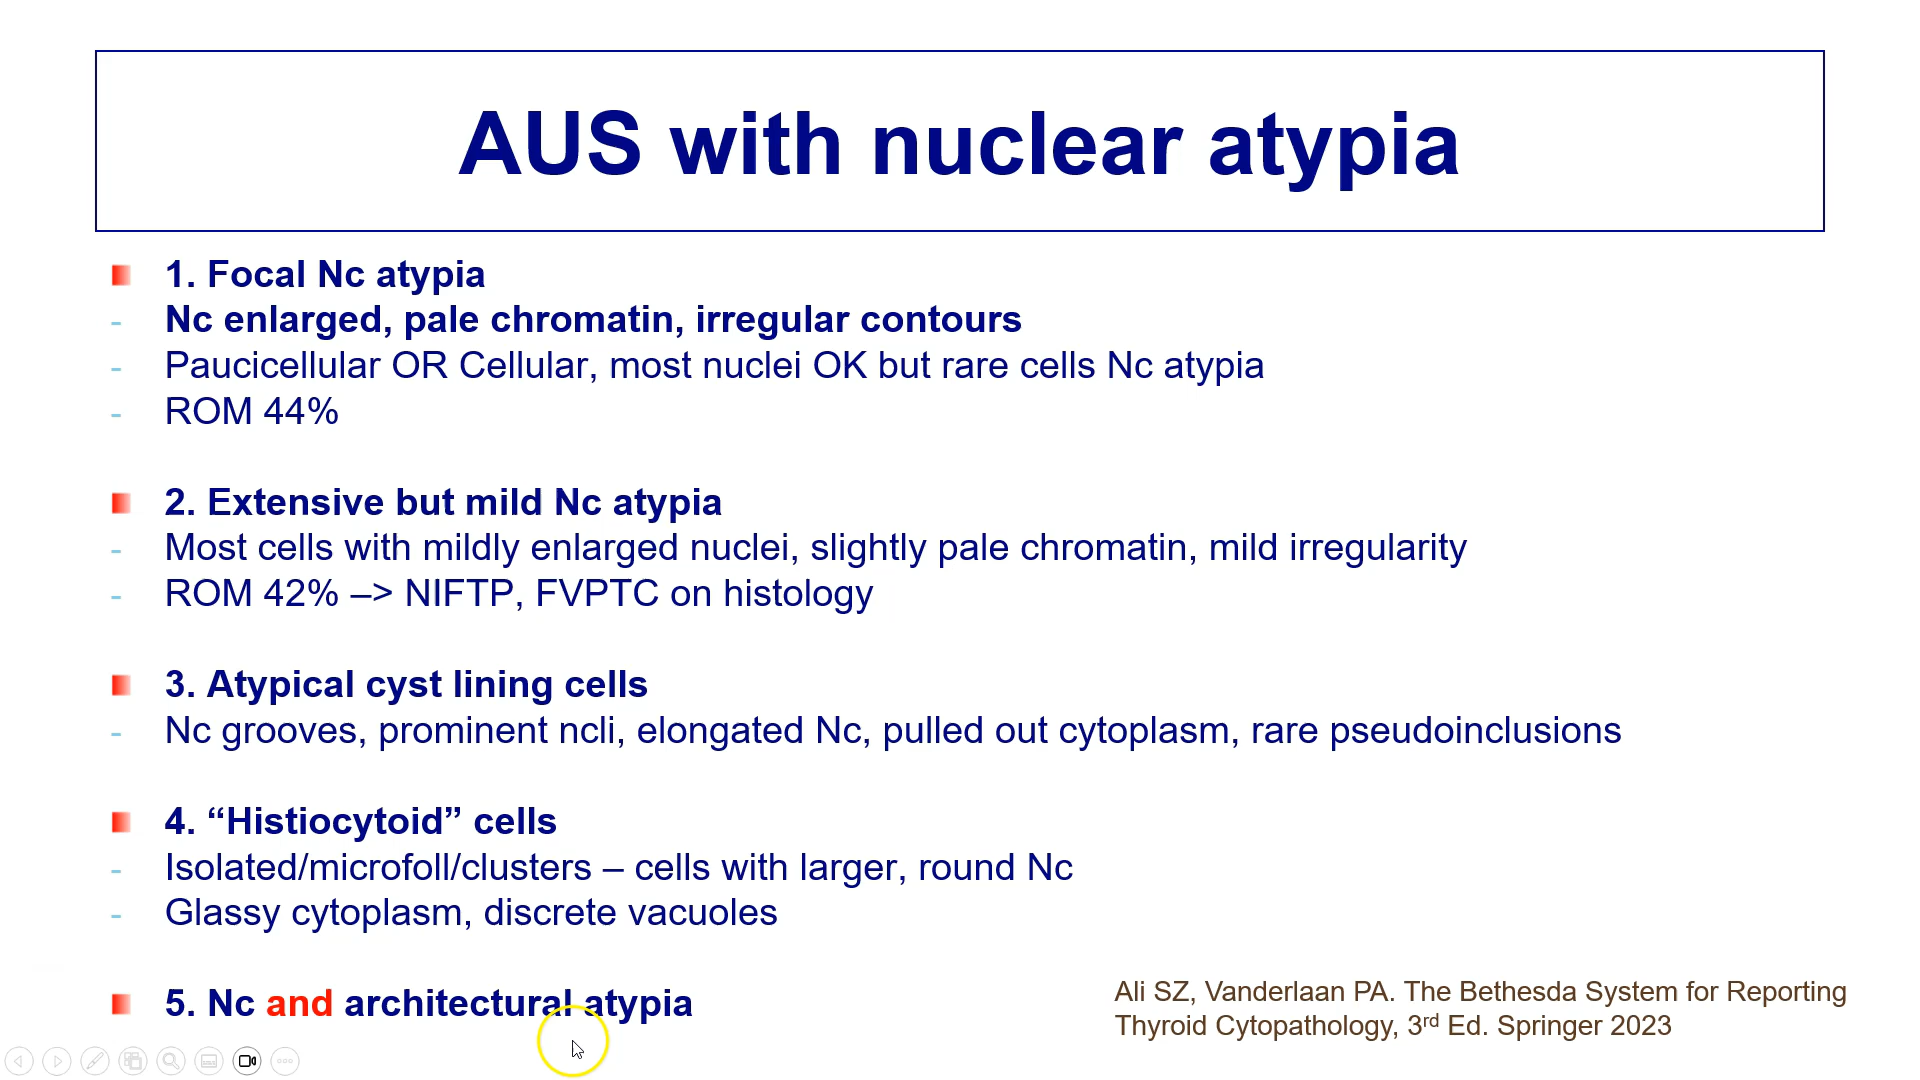 AUS with nuclear atypia
1. Focal Nc atypia
- Nc enlarged, pale chromatin, irregular contours
- Paucicellular OR Cellular, most nuclei OK but rare cells Nc atypia
- ROM 44%
2. Extensive but mild Nc atypia
- Most cells with mildly enlarged nuclei, slightly pale chromatin, mild irregularity
- ROM 42% –> NIFTP, FVPTC on histology
3. Atypical cyst lining cells
- Nc grooves, prominent ncli, elongated Nc, pulled out cytoplasm, rare pseudoinclusions
4. “Histiocytoid” cells
- Isolated/microfoll/clusters – cells with larger, round Nc
- Glassy cytoplasm, discrete vacuoles
5. Nc and architectural atypia
Ali SZ, Vanderlaan PA. The Bethesda System for Reporting
Thyroid Cytopathology, 3rd Ed. Springer 2023